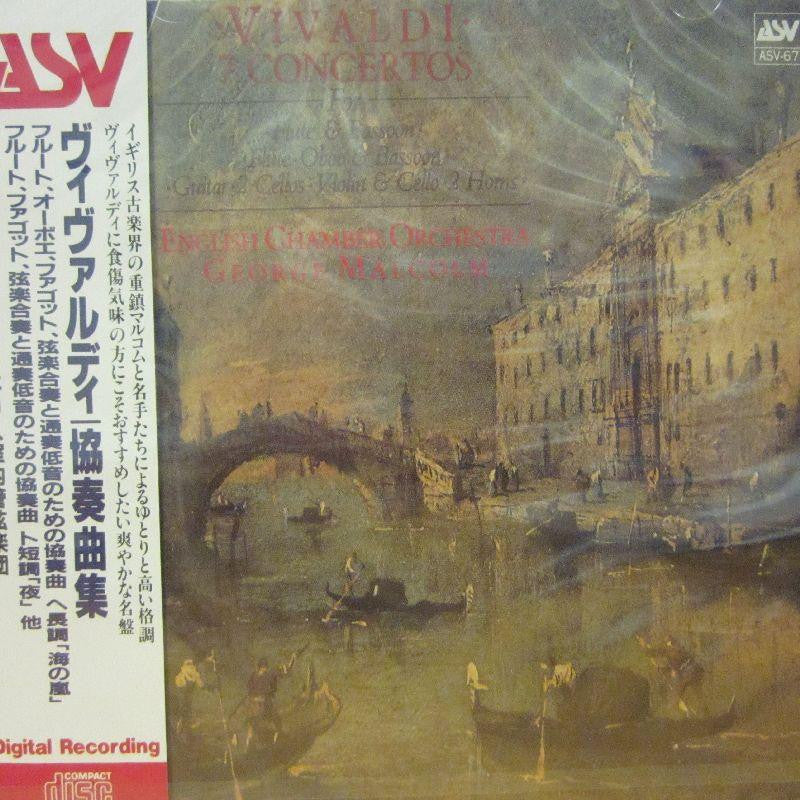 ASV
イギリス古楽界の重鎮マルコムと名手たちによるゆとりと高い格調
ヴィヴァルディに食傷気味の方にこそおすすめしたい爽やかな名盤
ヴィヴァルディ/協奏曲集
フルート、オーボエ、ファゴット、弦楽合奏と通奏低音のための協奏曲 ヘ長調「海の嵐」
フルート、ファゴット、弦楽合奏と通奏低音のための協奏曲 ト短調「夜」 他
Digital Recording
COMPACT
disc
VIVALDI
7 CONCERTOS
For
Flute & Bassoon
Flute · Oboe & Bassoon
Guitar · 2 Cellos · Violin & Cello · 2 Horns
ENGLISH CHAMBER ORCHESTRA
GEORGE MALCOLM
ASV
ASV-67